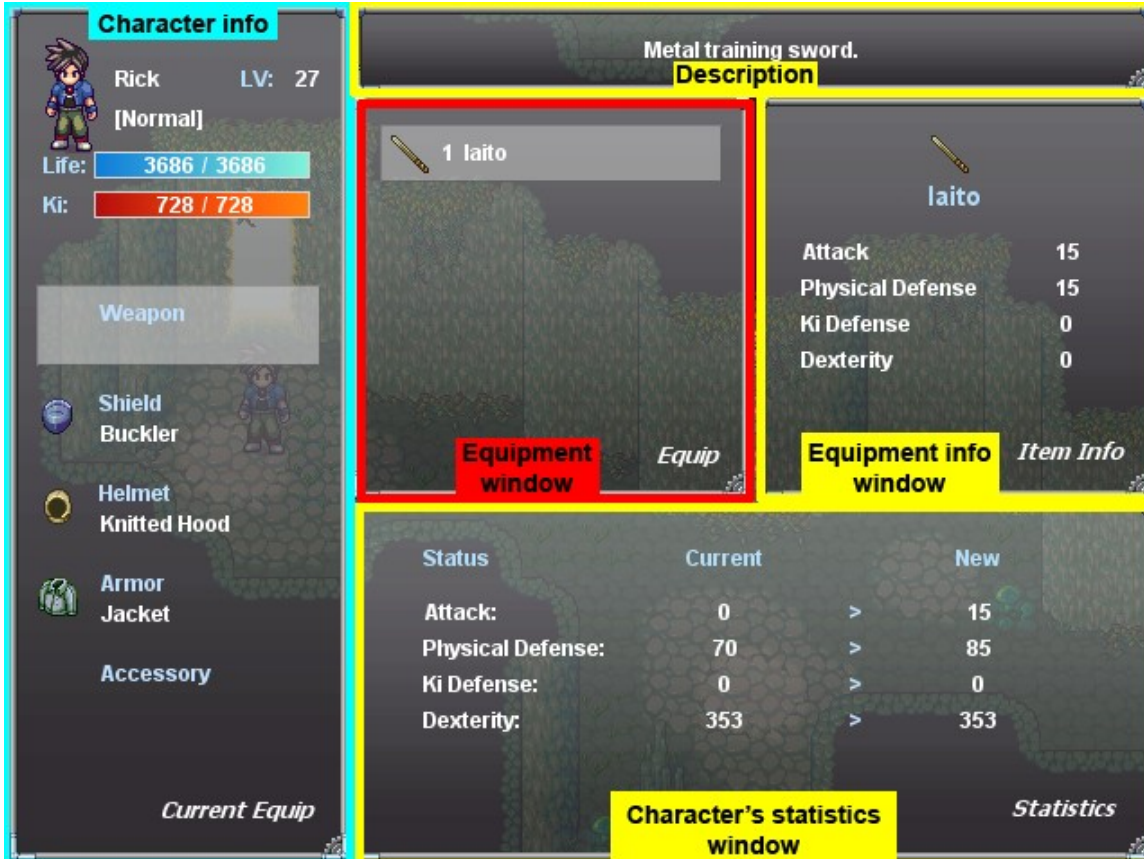 Character info
Rick LV: 27
[Normal]
Life: 3686 / 3686
Ki: 728 / 728
Weapon
Shield
Buckler
Helmet
Knitted Hood
Armor
Jacket
Accessory
Current Equip
Metal training sword.
Description
1 Iaito
Equip
Equipment
window
Iaito
Attack 15
Physical Defense 15
Ki Defense 0
Dexterity 0
Item Info
Equipment info
window
Status Current New
Attack: 0 > 15
Physical Defense: 70 > 85
Ki Defense: 0 > 0
Dexterity: 353 > 353
Statistics
Character’s statistics
window